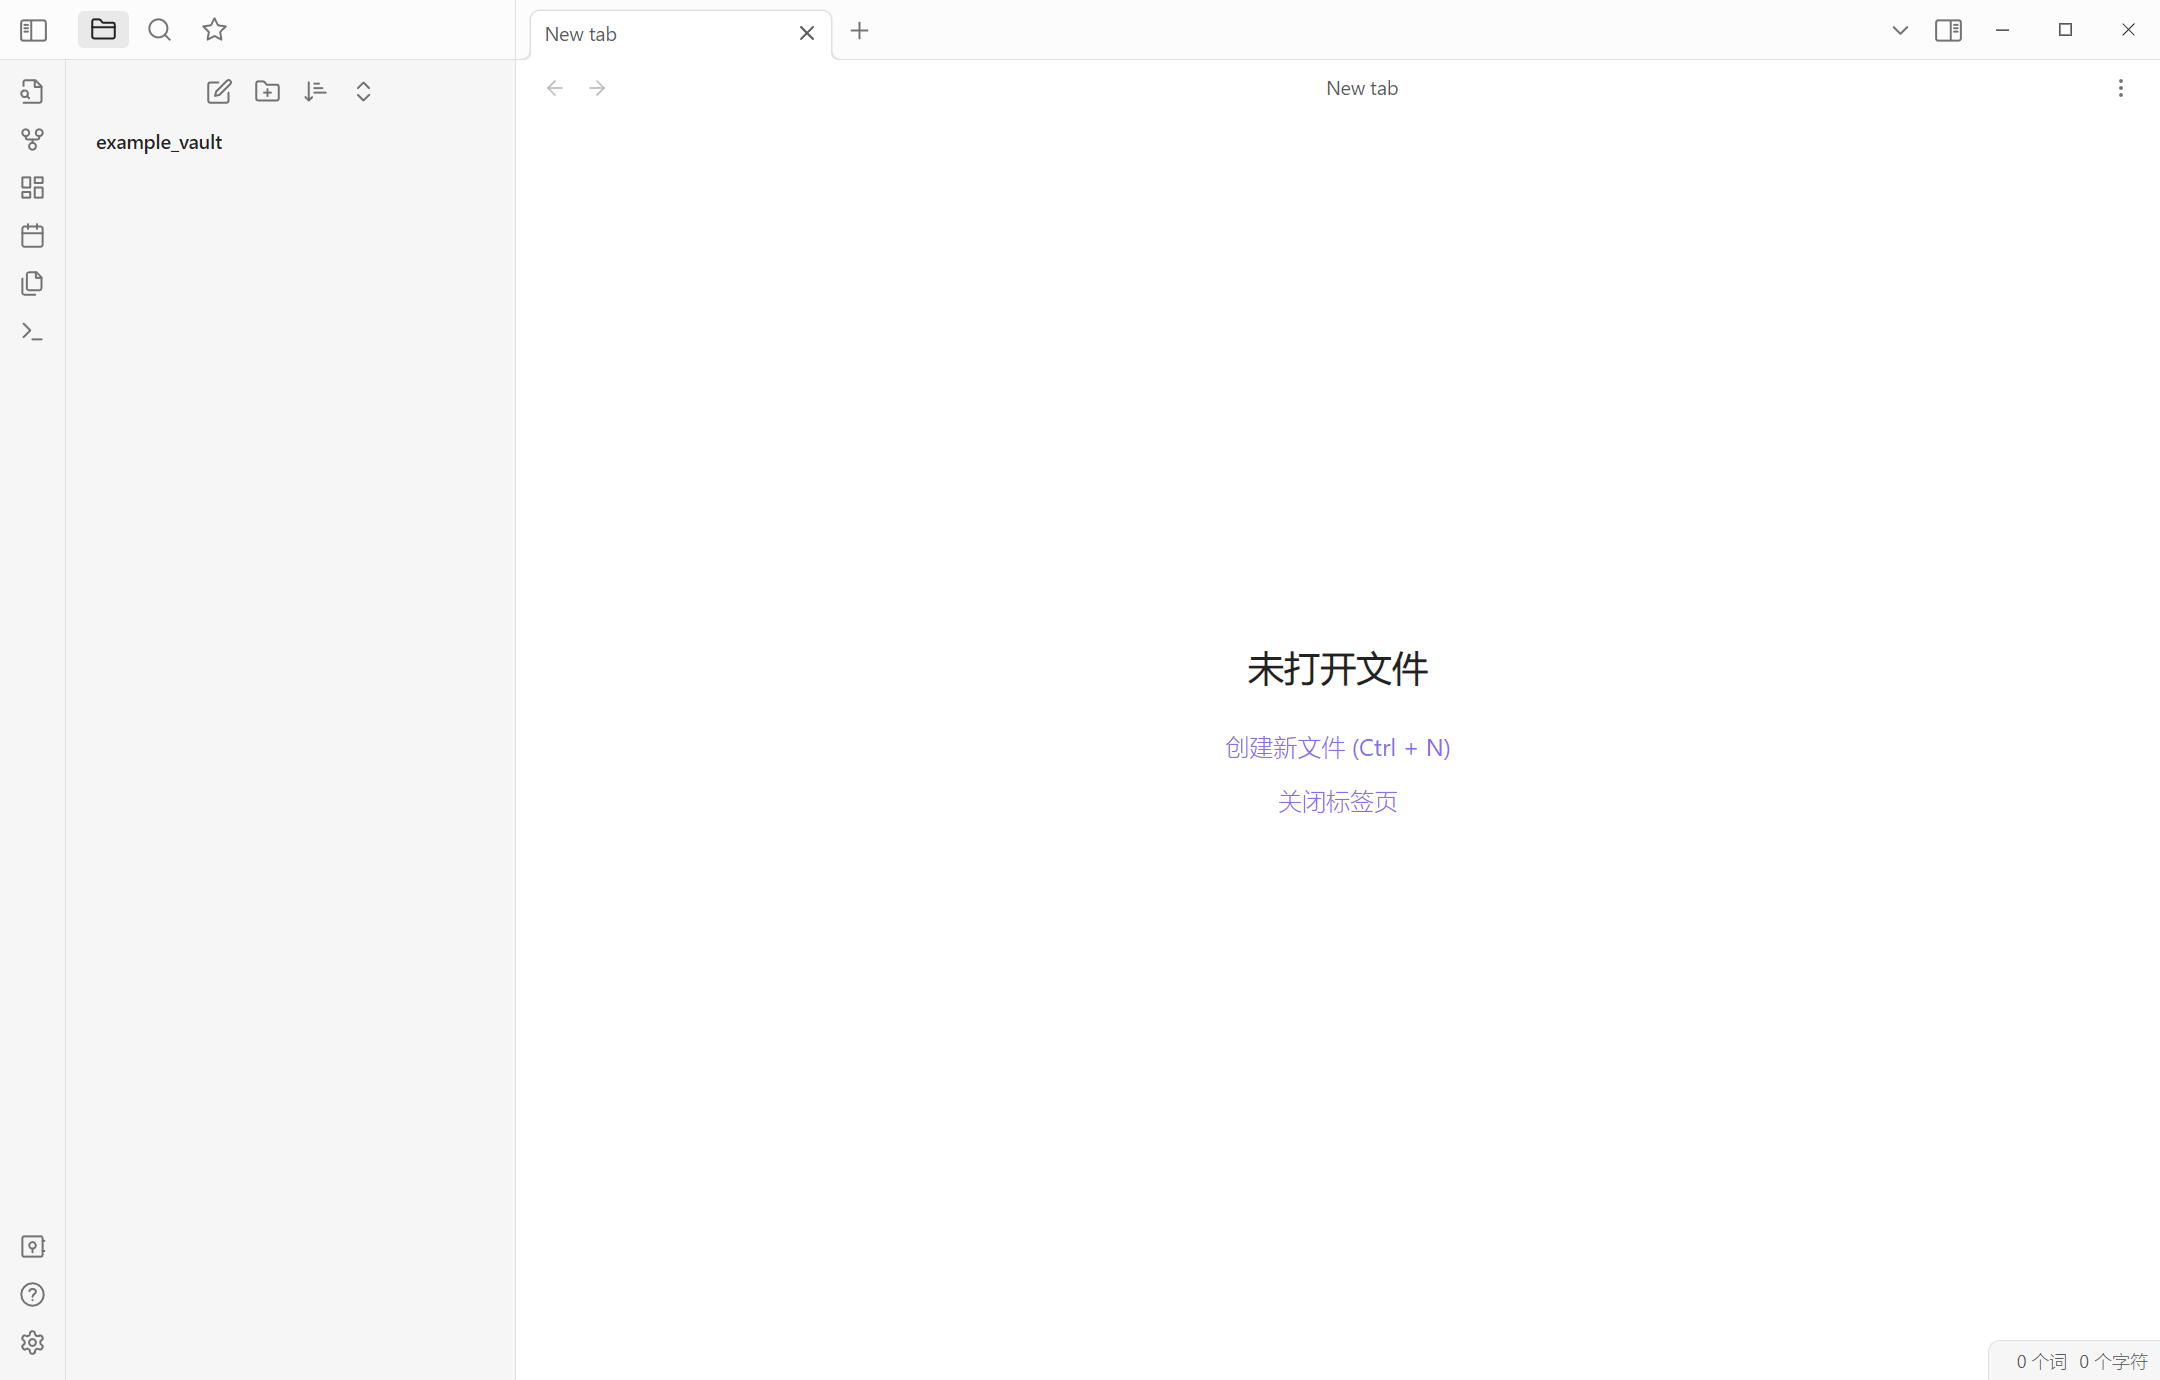 New tab
New tab
example_vault
未打开文件
创建新文件 (Ctrl + N)
关闭标签页
0 个词 0 个字符